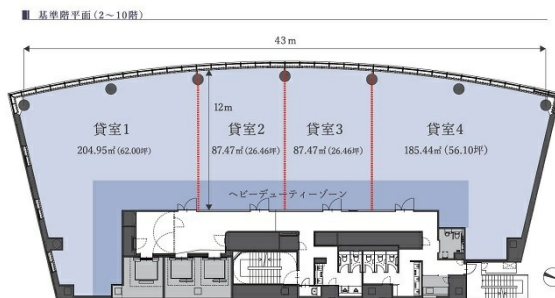 基準階平面(2〜10階)
43m
12m
貸室1
204.95㎡(62.00坪)
貸室2
87.47㎡(26.46坪)
貸室3
87.47㎡(26.46坪)
貸室4
185.44㎡(56.10坪)
ヘビーデューティーゾーン